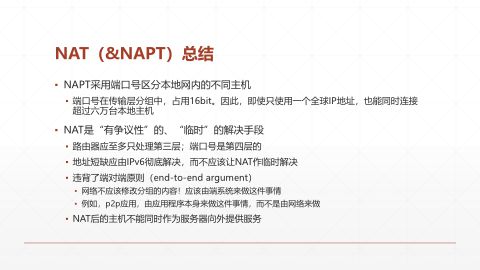 NAT（&NAPT）总结
NAPT采用端口号区分本地网内的不同主机
端口号在传输层分组中，占用16bit。因此，即使只使用一个全球IP地址，也能同时连接
超过六万台本地主机
NAT是“有争议性”的、“临时”的解决手段
路由器应至多只处理第三层；端口号是第四层的
地址短缺应由IPv6彻底解决，而不应该让NAT作临时解决
违背了端对端原则（end-to-end argument）
网络不应该修改分组的内容！应该由端系统来做这件事情
例如，p2p应用，由应用程序本身来做这件事情，而不是由网络来做
NAT后的主机不能同时作为服务器向外提供服务